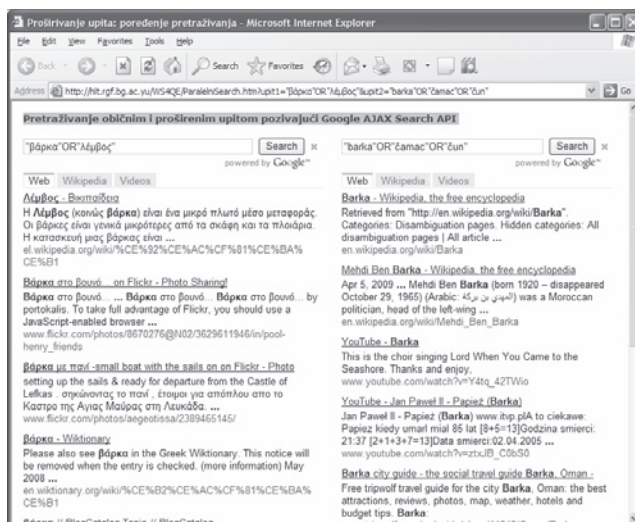 Proširivanje upita: poređenje pretraživanja - Microsoft Internet Explorer
File Edit View Favorites Tools Help
Back Search Favorites
Address http://hlt.rgf.bg.ac.yu/WS4QE/ParalelnSearch.htm?upit1="βάρκα"OR"λέμβος"&upit2="barka"OR"čamac"OR"čun" Go
Pretraživanje običnim i proširenim upitom pozivajući Google AJAX Search API
"βάρκα"OR"λέμβος" Search ×
powered by Google™
Web Wikipedia Videos
Λέμβος - Βικιπαίδεια
Η Λέμβος (κοινώς βάρκα) είναι ένα μικρό πλωτό μέσο μεταφοράς.
Οι βάρκες είναι γενικά μικρότερες από τα σκάφη και τα πλοιάρια.
Η κατασκευή μιας βάρκας είναι ...
el.wikipedia.org/wiki/%CE%92%CE%AC%CF%81%CE%BA%
CE%B1
Βάρκα στο βουνό... on Flickr - Photo Sharing!
Βάρκα στο βουνό... ... Βάρκα στο βουνό... Βάρκα στο βουνό... by
portokalis. To take full advantage of Flickr, you should use a
JavaScript-enabled browser ...
www.flickr.com/photos/8670276@N02/3629611946/in/pool-
henry_friends
βάρκα με πανί -small boat with the sails on on Flickr - Photo
setting up the sails & ready for departure from the Castle of
Lefkas . σηκώνοντας το πανί , έτοιμοι για απόπλου απο το
Καστρο της Αγιας Μαύρας στη Λευκάδα. ...
www.flickr.com/photos/aegeotissa/2389465145/
βάρκα - Wiktionary
Please also see βάρκα in the Greek Wiktionary. This notice will
be removed when the entry is checked. (more information) May
2008 ...
en.wiktionary.org/wiki/%CE%B2%CE%AC%CF%81%CE%BA%
CE%B1
"barka"OR"čamac"OR"čun" Search ×
powered by Google™
Web Wikipedia Videos
Barka - Wikipedia, the free encyclopedia
Retrieved from "http://en.wikipedia.org/wiki/Barka".
Categories: Disambiguation pages. Hidden categories: All
disambiguation pages | All article ...
en.wikipedia.org/wiki/Barka
Mehdi Ben Barka - Wikipedia, the free encyclopedia
Apr 5, 2009 ... Mehdi Ben Barka (born 1920 – disappeared
October 29, 1965) (Arabic: المهدي بن بركة) was a Moroccan
politician, head of the left-wing ...
en.wikipedia.org/wiki/Mehdi_Ben_Barka
YouTube - Barka
This is the choir singing Lord When You Came to the
Seashore. Thanks and enjoy,
www.youtube.com/watch?v=Y4tq_42TWio
YouTube - Jan Paweł II - Papież (Barka)
Jan Paweł II - Papież (Barka) www.itvp.plA to ciekawe:
Papiez kiedy umarl mial 85 lat [8+5=13]Godzina smierci:
21:37 [2+1+3+7=13]Data smierci:02.04.2005 ...
www.youtube.com/watch?v=ztxJB_C0bS0
Barka city guide - the social travel guide Barka, Oman -
Free tripwolf travel guide for the city Barka, Oman: the best
attractions, reviews, photos, map, weather, hotels and
budget tips. Barka: